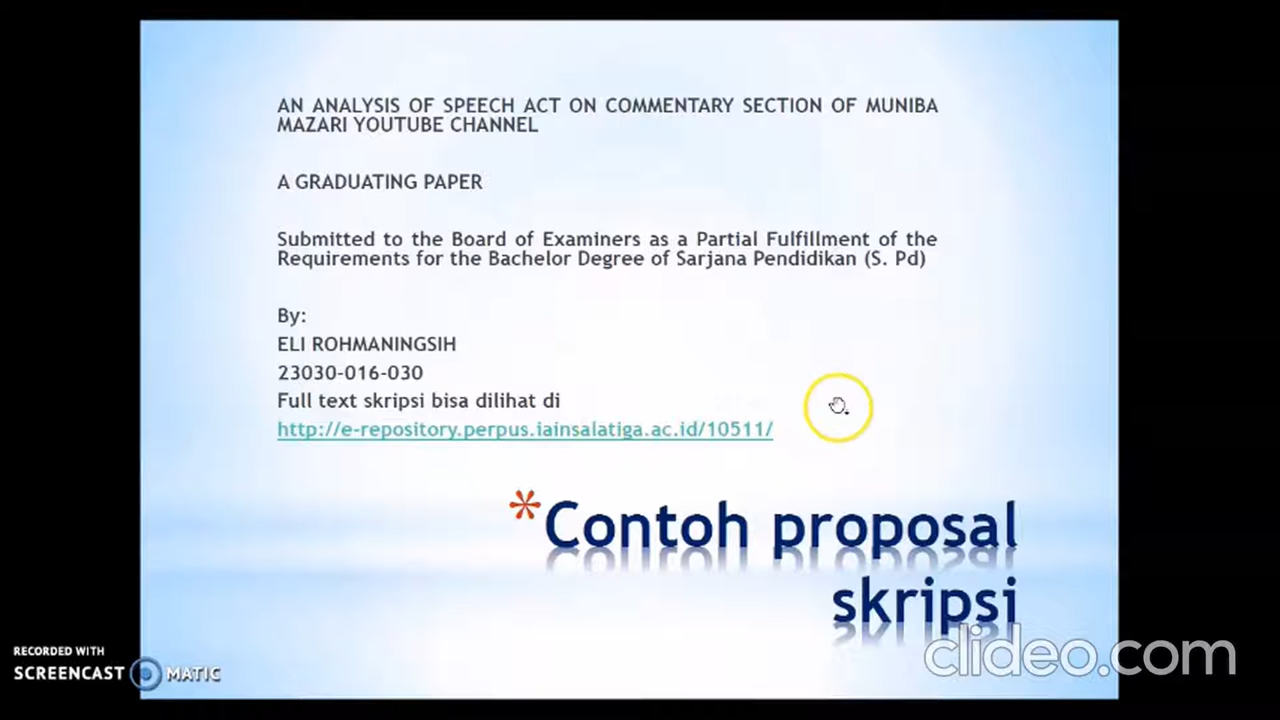 AN ANALYSIS OF SPEECH ACT ON COMMENTARY SECTION OF MUNIBA
MAZARI YOUTUBE CHANNEL
A GRADUATING PAPER
Submitted to the Board of Examiners as a Partial Fulfillment of the
Requirements for the Bachelor Degree of Sarjana Pendidikan (S. Pd)
By:
ELI ROHMANINGSIH
23030-016-030
Full text skripsi bisa dilihat di
http://e-repository.perpus.iainsalatiga.ac.id/10511/
*Contoh proposal
skripsi
RECORDED WITH
SCREENCAST MATIC
clideo.com